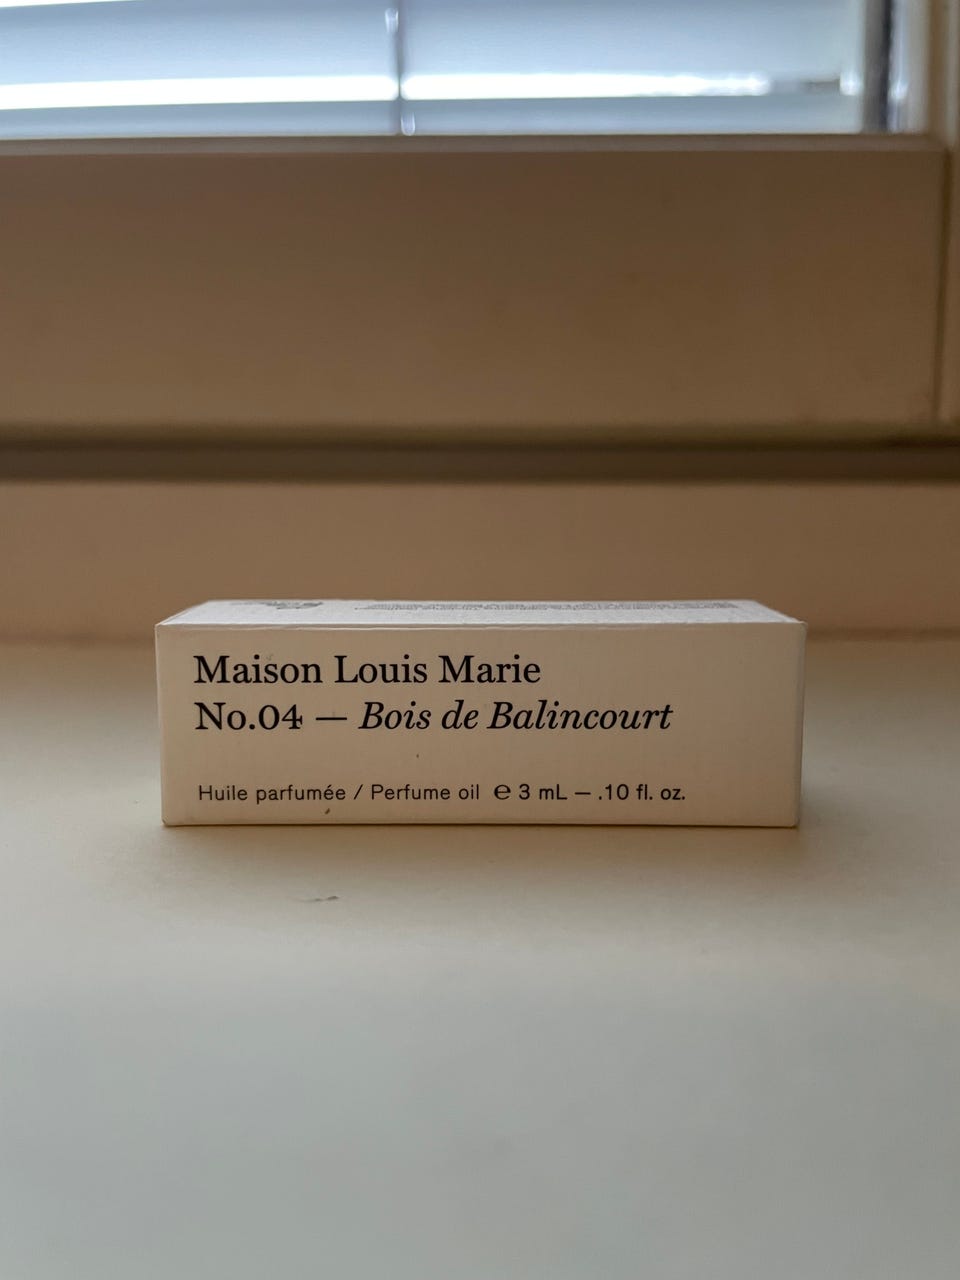 Maison Louis Marie
No.04 — Bois de Balincourt
Huile parfumée / Perfume oil ℮ 3 mL — .10 fl. oz.